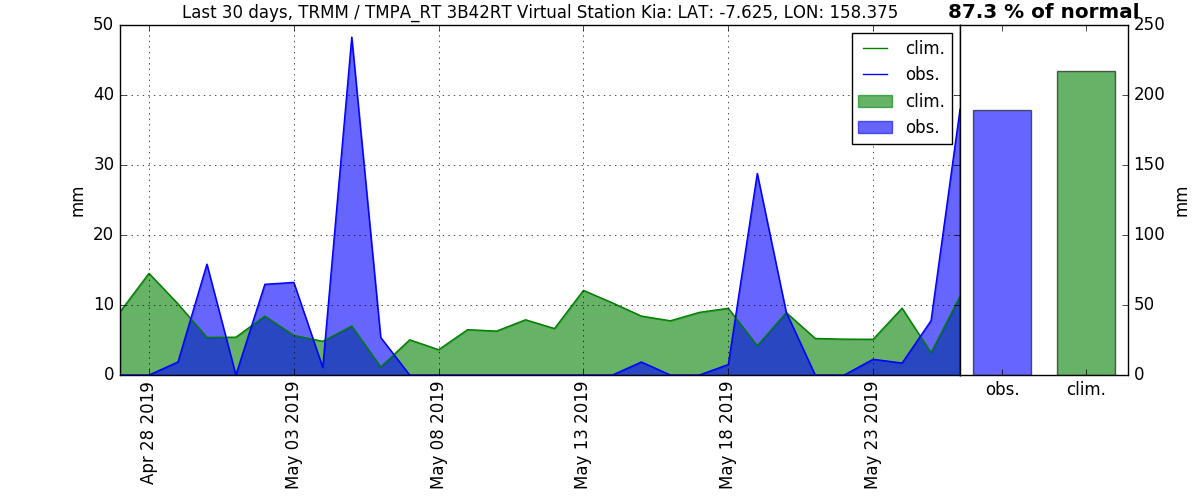 Last 30 days, TRMM / TMPA_RT 3B42RT Virtual Station Kia: LAT: -7.625, LON: 158.375
87.3 % of normal
50
40
30
20
10
0
mm
clim.
obs.
clim.
obs.
250
200
150
100
50
0
mm
Apr 28 2019
May 03 2019
May 08 2019
May 13 2019
May 18 2019
May 23 2019
obs.
clim.